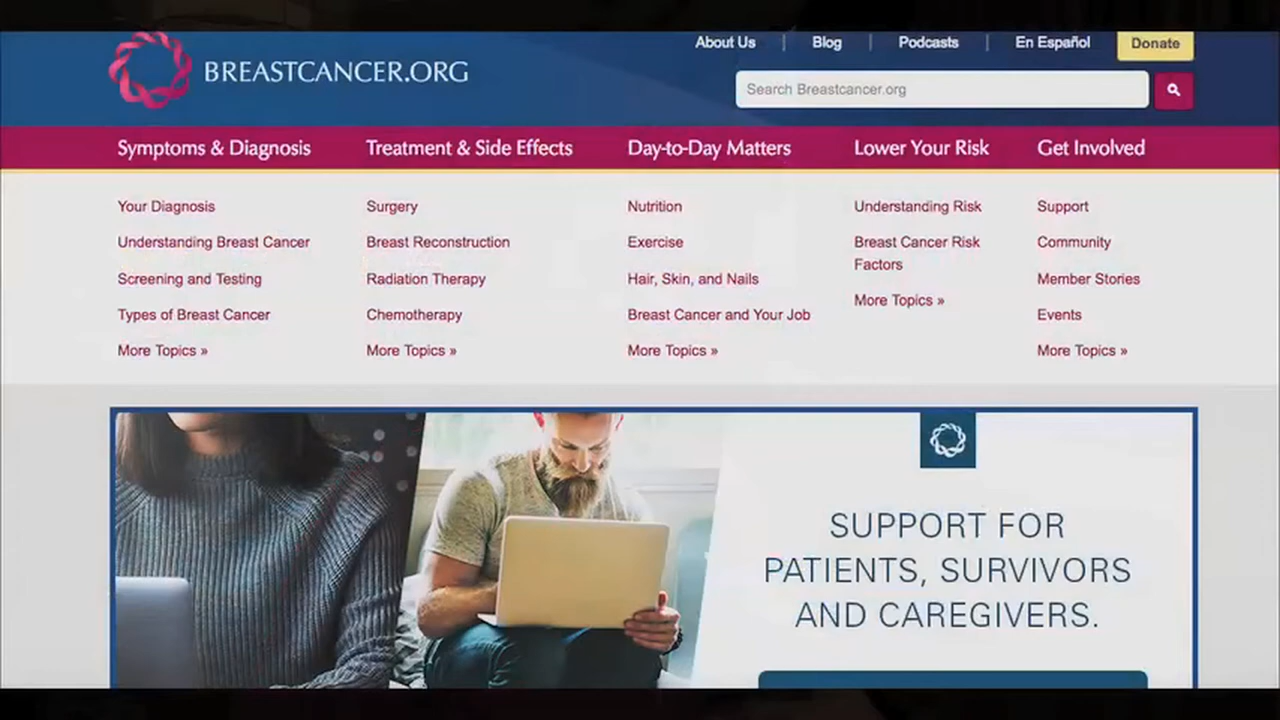 About Us | Blog | Podcasts | En Español Donate
BREASTCANCER.ORG
Search Breastcancer.org
Symptoms & Diagnosis Treatment & Side Effects Day-to-Day Matters Lower Your Risk Get Involved
Your Diagnosis Surgery Nutrition Understanding Risk Support
Understanding Breast Cancer Breast Reconstruction Exercise Breast Cancer Risk Community
Factors
Screening and Testing Radiation Therapy Hair, Skin, and Nails Member Stories
More Topics »
Types of Breast Cancer Chemotherapy Breast Cancer and Your Job Events
More Topics » More Topics » More Topics » More Topics »
SUPPORT FOR
PATIENTS, SURVIVORS
AND CAREGIVERS.